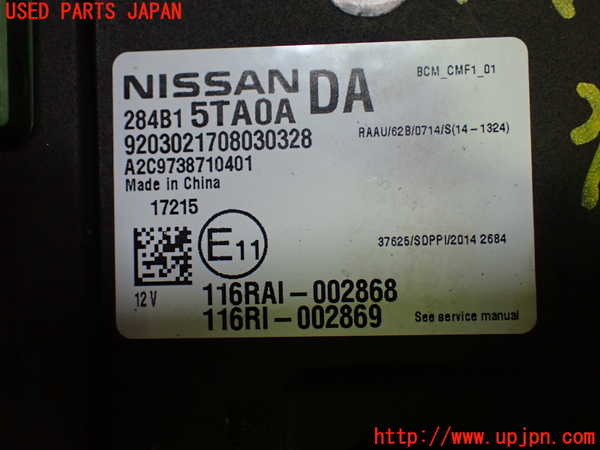 USED PARTS JAPAN
NISSAN DA
BCM_CMF1_01
284B1 5TA0A
RAAU/62B/0714/S(14-1324)
9203021708030328
A2C9738710401
Made in China
17215
E11
37625/SDPPI/2014 2684
12V
116RAI-002868
116RI-002869
See service manual
http://www.upjpn.com/